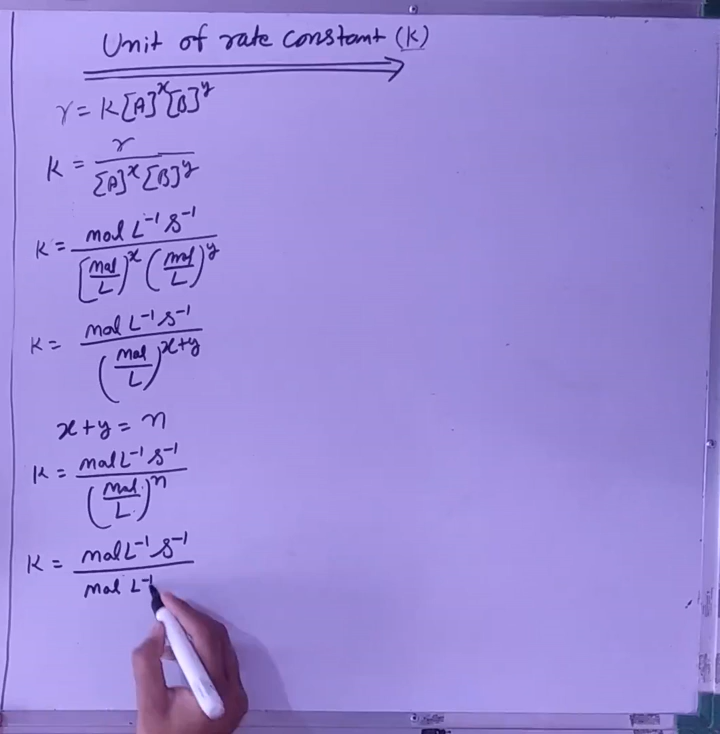 Unit of rate constant (K)
r = K[A]^x[B]^y
K = r / [A]^x [B]^y
K = mol L⁻¹ S⁻¹ / [mol/L)^x (mol/L)^y
K = mol L⁻¹ S⁻¹ / (mol/L)^x+y
x+y = n
K = mol L⁻¹ S⁻¹ / (mol/L)^n
K = mol L⁻¹ S⁻¹ / mol L⁻¹